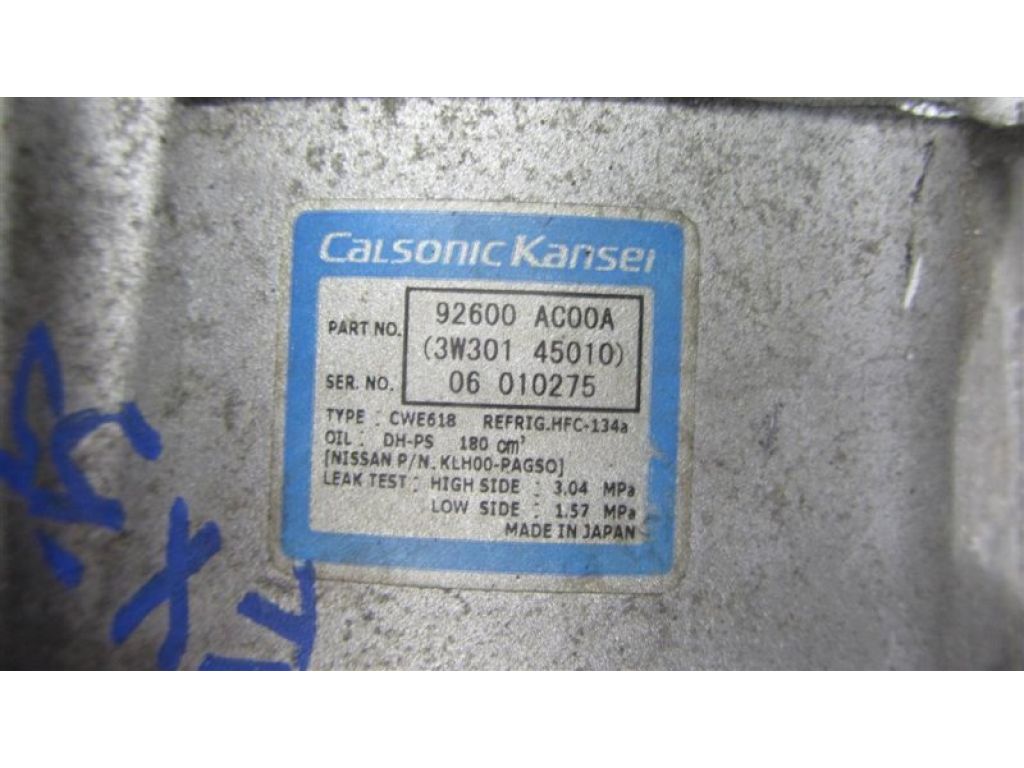 Calsonic Kansei
PART NO. 92600 AC00A
(3W301 45010)
SER. NO. 06 010275
TYPE : CWE618 REFRIG.HFC-134a
OIL : DH-PS 180 cm³
[NISSAN P/N. KLH00-PAGSO]
LEAK TEST : HIGH SIDE : 3.04 MPa
LOW SIDE : 1.57 MPa
MADE IN JAPAN